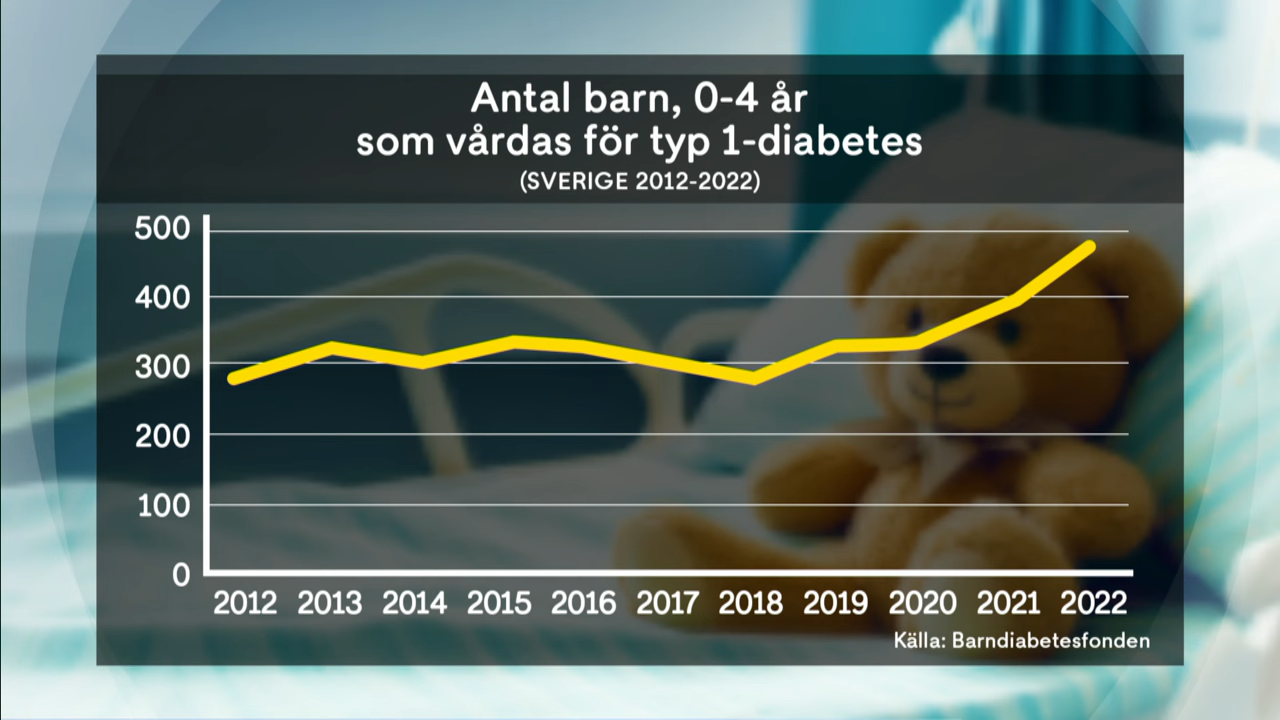 Antal barn, 0-4 år
som vårdas för typ 1-diabetes
(SVERIGE 2012-2022)
500
400
300
200
100
0
2012 2013 2014 2015 2016 2017 2018 2019 2020 2021 2022
Källa: Barndiabetesfonden